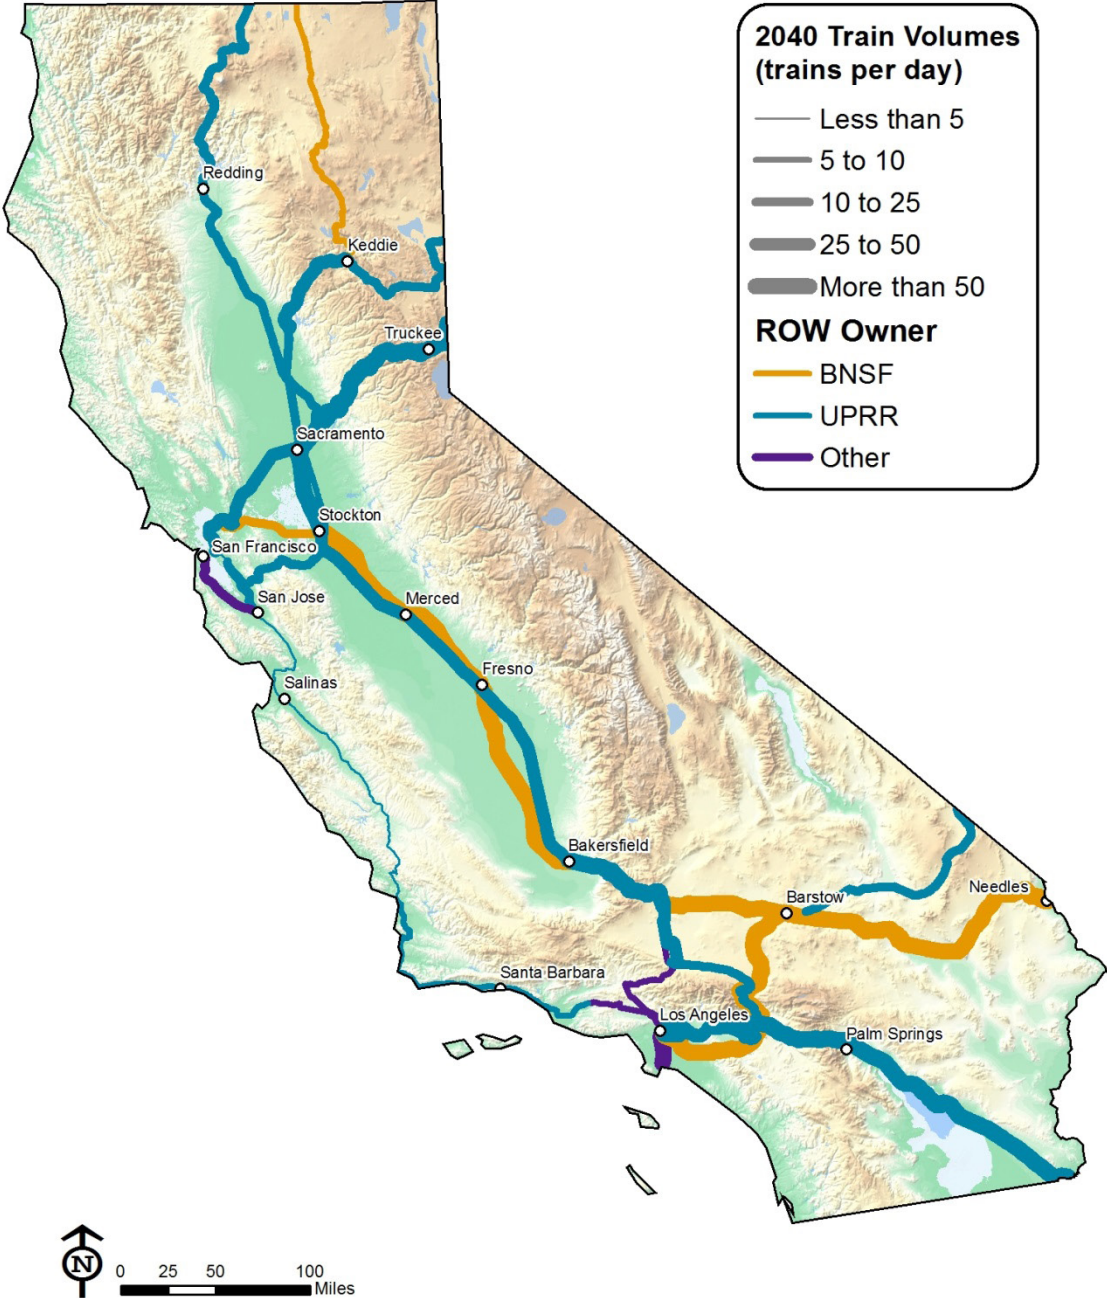 2040 Train Volumes
(trains per day)
Less than 5
5 to 10
10 to 25
25 to 50
More than 50
ROW Owner
BNSF
UPRR
Other
Redding
Keddie
Truckee
Sacramento
Stockton
San Francisco
San Jose
Merced
Salinas
Fresno
Bakersfield
Barstow
Needles
Santa Barbara
Los Angeles
Palm Springs
N
0 25 50 100
Miles